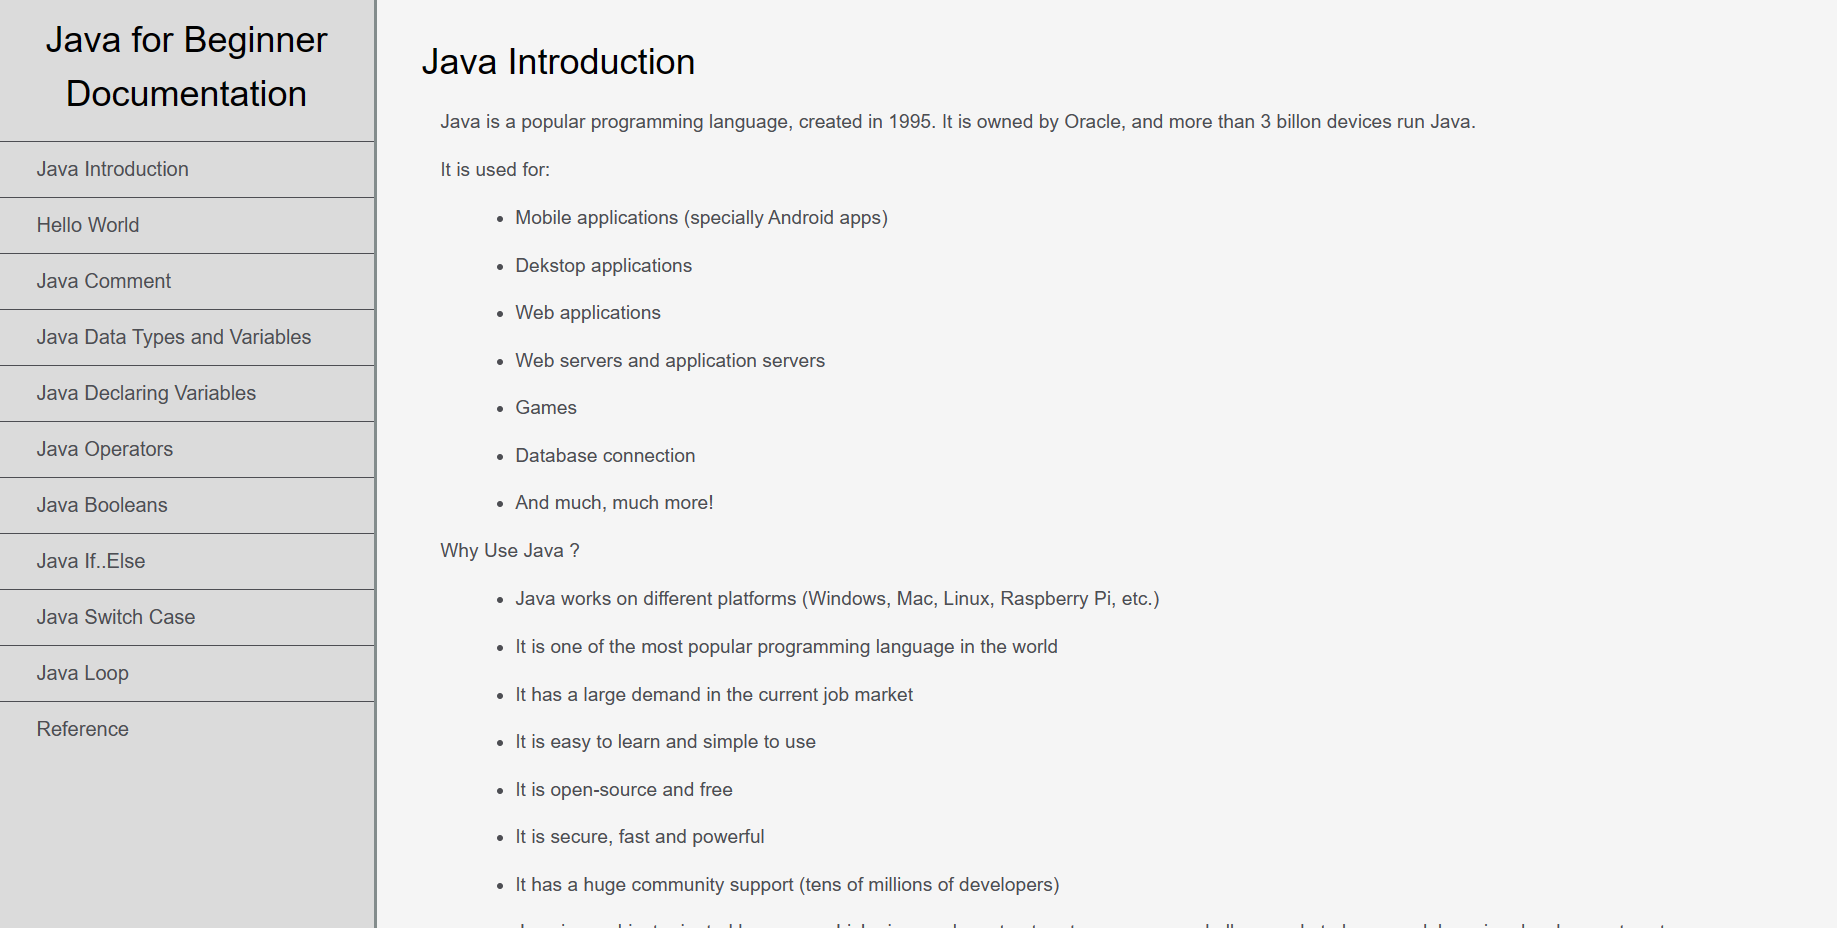 Java for Beginner
Documentation
Java Introduction
Hello World
Java Comment
Java Data Types and Variables
Java Declaring Variables
Java Operators
Java Booleans
Java If..Else
Java Switch Case
Java Loop
Reference
Java Introduction
Java is a popular programming language, created in 1995. It is owned by Oracle, and more than 3 billon devices run Java.
It is used for:
Mobile applications (specially Android apps)
Dekstop applications
Web applications
Web servers and application servers
Games
Database connection
And much, much more!
Why Use Java ?
Java works on different platforms (Windows, Mac, Linux, Raspberry Pi, etc.)
It is one of the most popular programming language in the world
It has a large demand in the current job market
It is easy to learn and simple to use
It is open-source and free
It is secure, fast and powerful
It has a huge community support (tens of millions of developers)